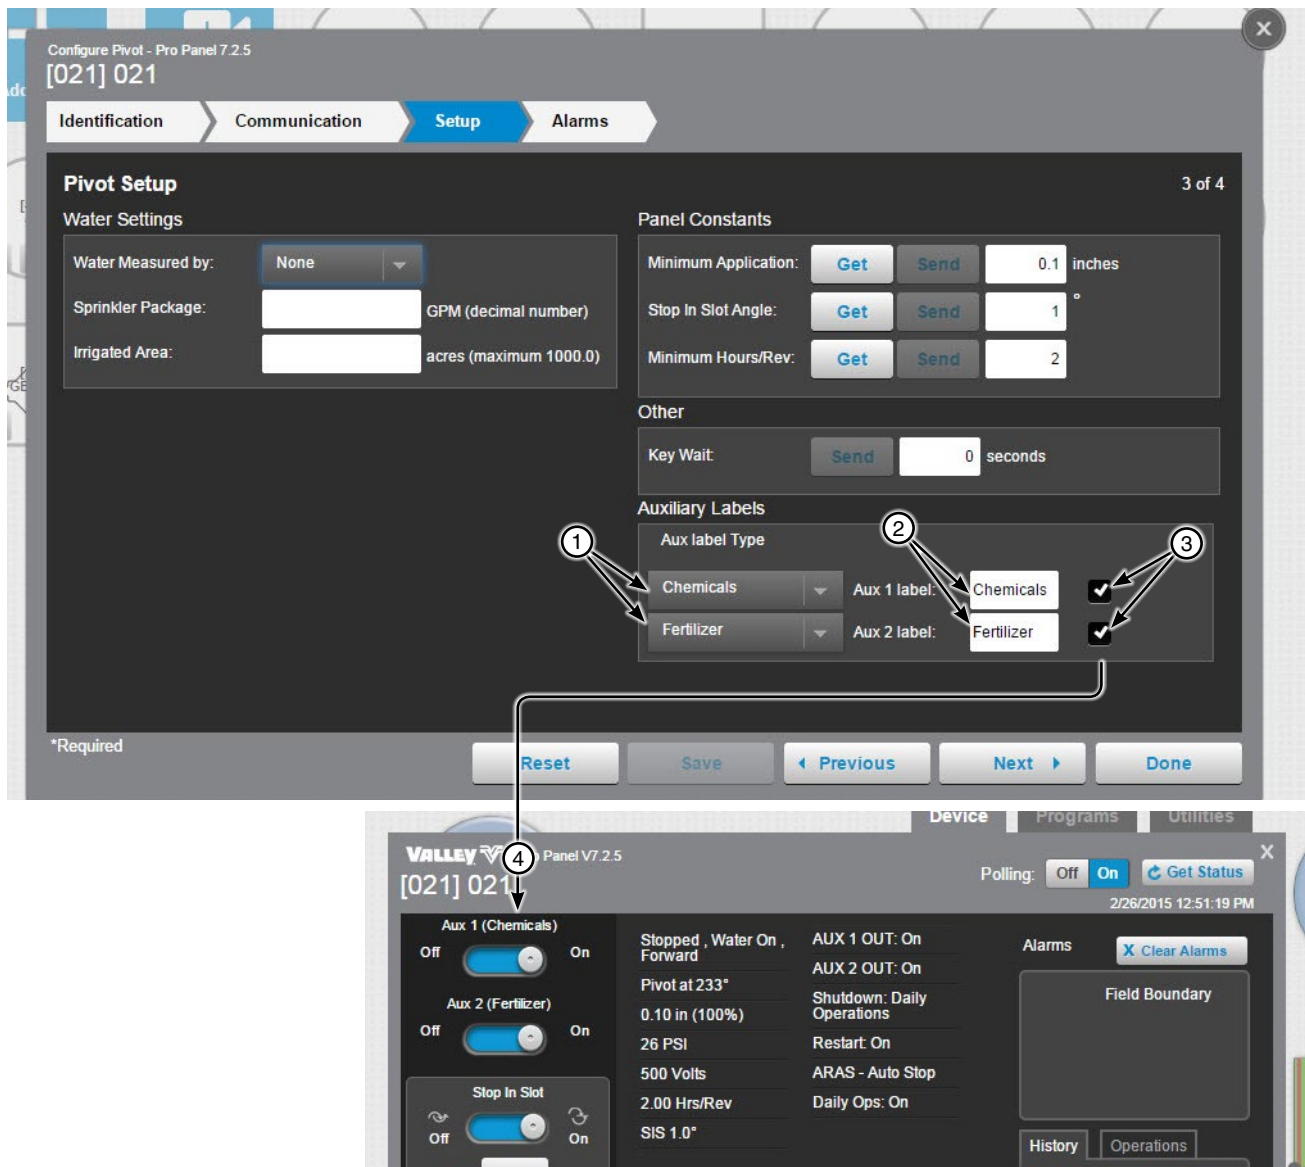 Configure Pivot - Pro Panel 7.2.5
[021] 021
Identification
Communication
Setup
Alarms
Pivot Setup
3 of 4
Water Settings
Water Measured by:
None
Sprinkler Package:
GPM (decimal number)
Irrigated Area:
acres (maximum 1000.0)
Panel Constants
Minimum Application:
Get
Send
0.1
inches
Stop In Slot Angle:
Get
Send
1
°
Minimum Hours/Rev:
Get
Send
2
Other
Key Wait:
Send
0
seconds
Auxiliary Labels
Aux label Type
1
2
3
Chemicals
Aux 1 label:
Chemicals
Fertilizer
Aux 2 label:
Fertilizer
*Required
Reset
Save
Previous
Next
Done
Device
Programs
Utilities
VALLEY
4
Panel V7.2.5
[021] 021
Polling:
Off
On
Get Status
X
2/26/2015 12:51:19 PM
Aux 1 (Chemicals)
Off
On
Aux 2 (Fertilizer)
Off
On
Stop In Slot
Off
On
Stopped , Water On ,
Forward
Pivot at 233°
0.10 in (100%)
26 PSI
500 Volts
2.00 Hrs/Rev
SIS 1.0°
AUX 1 OUT: On
AUX 2 OUT: On
Shutdown: Daily
Operations
Restart: On
ARAS - Auto Stop
Daily Ops: On
Alarms
X Clear Alarms
Field Boundary
History
Operations